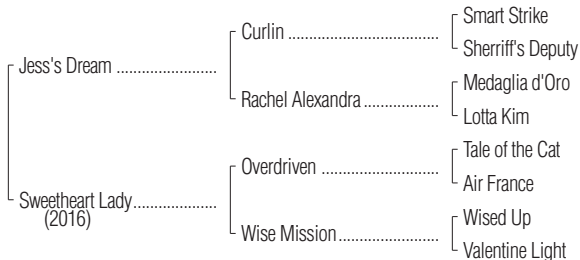 Smart Strike
Curlin ......................................
Sherriff's Deputy
Jess's Dream .........................
Medaglia d'Oro
Rachel Alexandra ...................
Lotta Kim
Tale of the Cat
Overdriven ..............................
Air France
Sweetheart Lady.....................
(2016)
Wised Up
Wise Mission.........................
Valentine Light